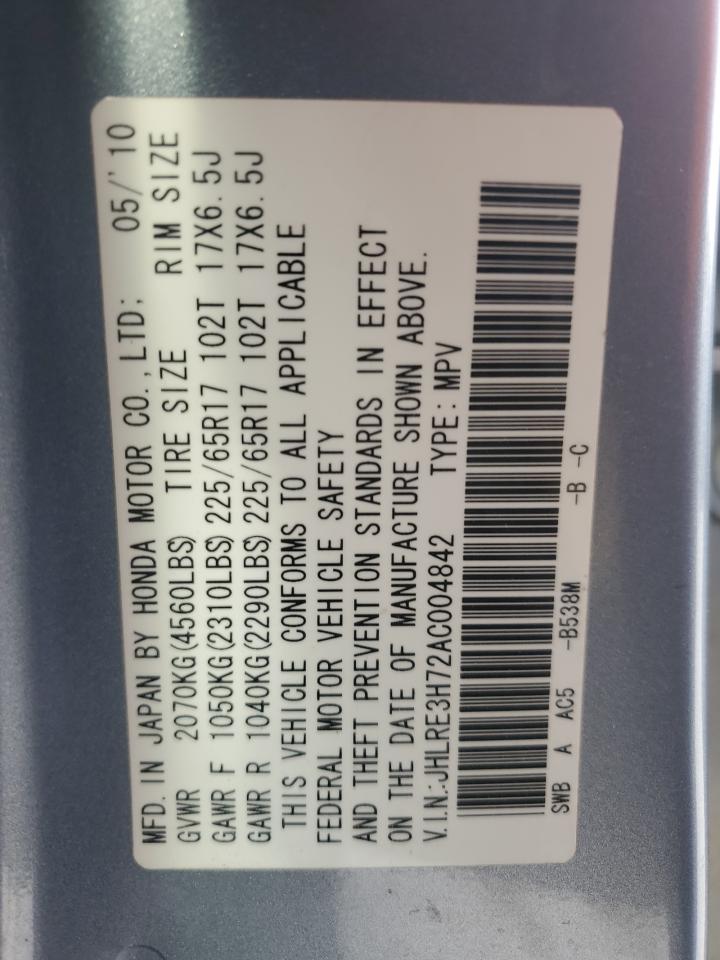 MFD. IN JAPAN BY HONDA MOTOR CO.,LTD; 05/'10
GVWR 2070KG(4560LBS) TIRE SIZE RIM SIZE
GAWR F 1050KG(2310LBS) 225/65R17 102T 17X6.5J
GAWR R 1040KG(2290LBS) 225/65R17 102T 17X6.5J
THIS VEHICLE CONFORMS TO ALL APPLICABLE
FEDERAL MOTOR VEHICLE SAFETY
AND THEFT PREVENTION STANDARDS IN EFFECT
ON THE DATE OF MANUFACTURE SHOWN ABOVE.
V.I.N.:JHLRE3H72AC004842 TYPE: MPV
SWB A AC5 -B538M -B -C